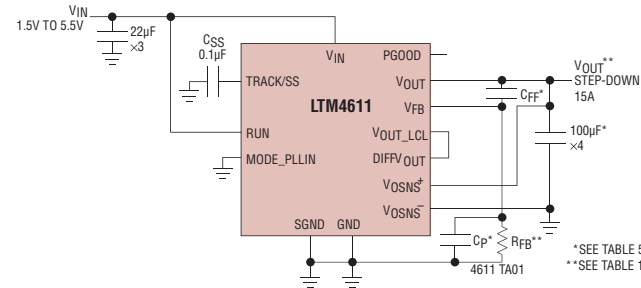 VIN
1.5V TO 5.5V
22µF
×3
CSS
0.1µF
VIN
PGOOD
TRACK/SS
VOUT
VOUT**
STEP-DOWN
15A
CFF*
LTM4611
VFB
RUN
VOUT_LCL
100µF*
×4
MODE_PLLIN
DIFFVOUT
VOSNS+
VOSNS–
SGND
GND
CP*
RFB**
*SEE TABLE 5
**SEE TABLE 1
4611 TA01